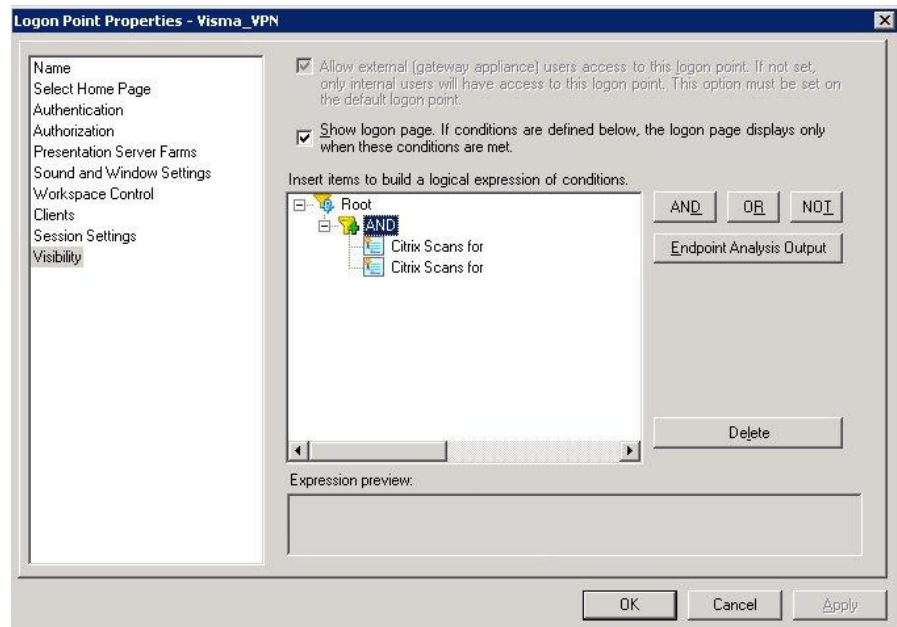 Logon Point Properties - Visma_VPN
Name
Select Home Page
Authentication
Authorization
Presentation Server Farms
Sound and Window Settings
Workspace Control
Clients
Session Settings
Visibility
Allow external (gateway appliance) users access to this logon point. If not set,
only internal users will have access to this logon point. This option must be set on
the default logon point.
Show logon page. If conditions are defined below, the logon page displays only
when these conditions are met.
Insert items to build a logical expression of conditions.
Root
AND
Citrix Scans for
Citrix Scans for
AND OR NOT
Endpoint Analysis Output
Delete
Expression preview:
OK Cancel Apply